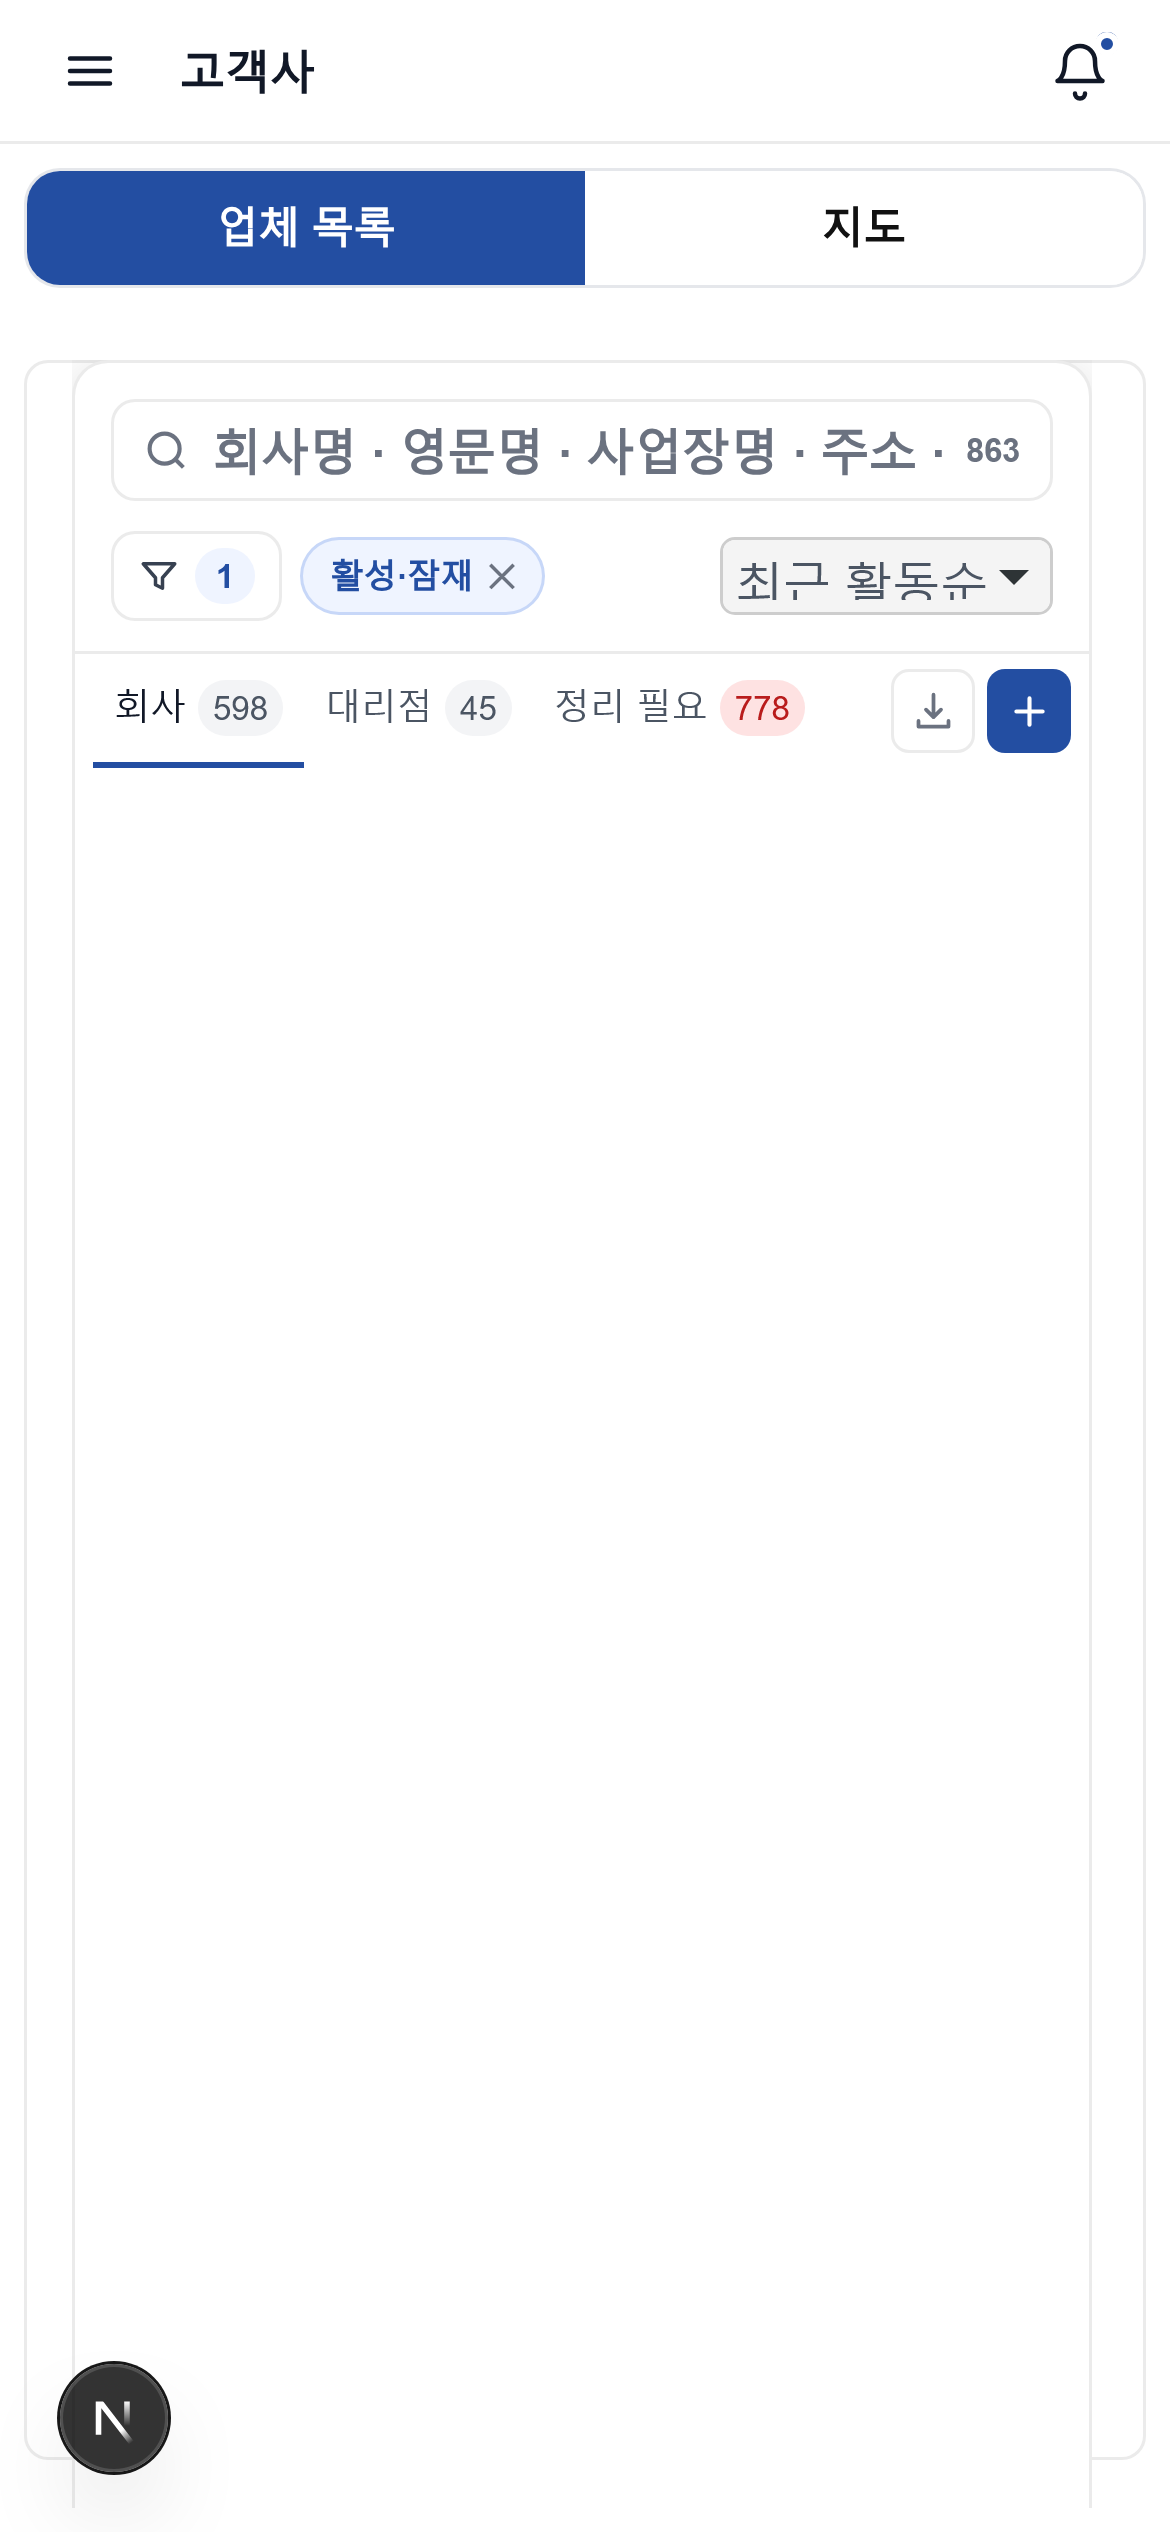 고객사
업체 목록
지도
회사명 · 영문명 · 사업장명 · 주소 · 863
1 활성·잠재 최근 활동순
회사 598 대리점 45 정리 필요 778
N